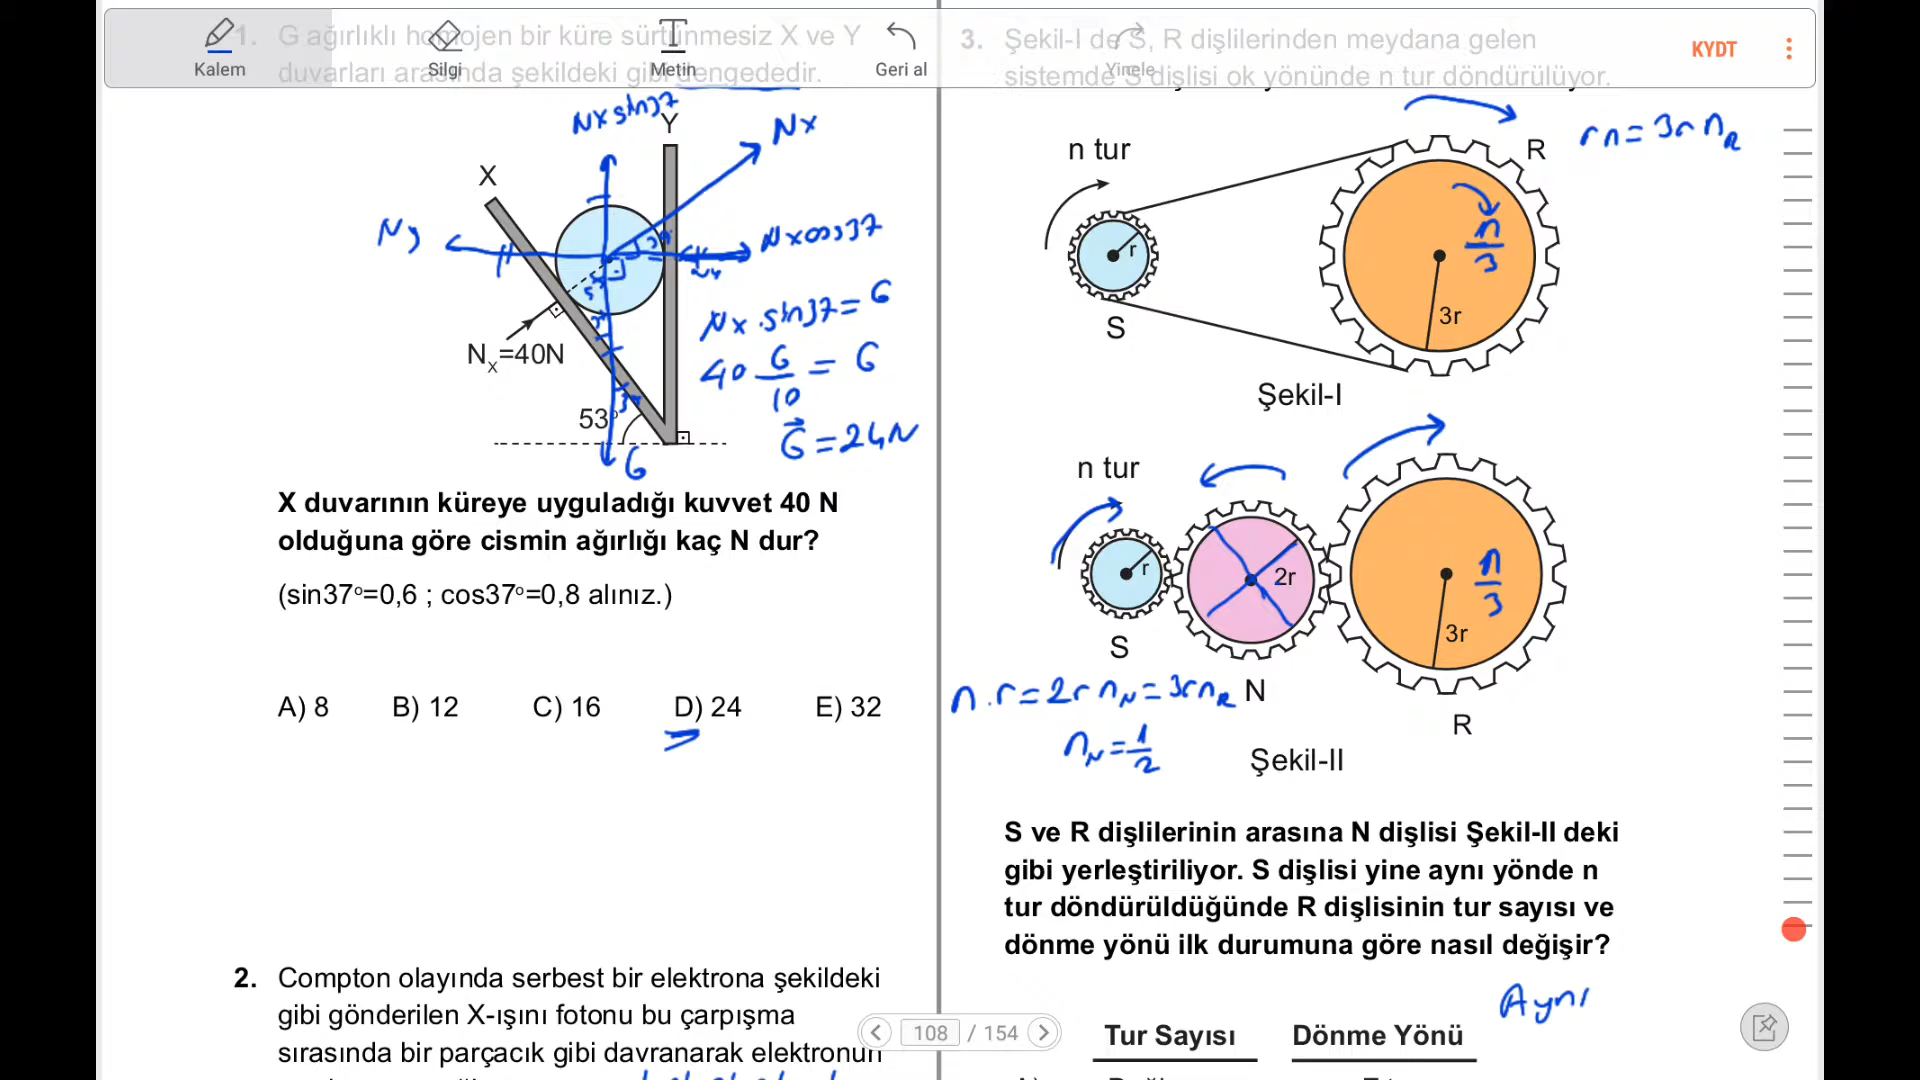 Kalem
Silgi
Metin
Geri al
Yinele
KYDT
1. G ağırlıklı homojen bir küre sürtünmesiz X ve Y
duvarları arasında şekildeki gibi dengededir.
Nx sin37
Y
Nx
X
Ny
Nx cos37
24
Nx=40N
53°
G
Nx.sin37=G
40 6/10 = G
G=24N
X duvarının küreye uyguladığı kuvvet 40 N
olduğuna göre cismin ağırlığı kaç N dur?
(sin37°=0,6 ; cos37°=0,8 alınız.)
A) 8 B) 12 C) 16 D) 24 E) 32
2. Compton olayında serbest bir elektrona şekildeki
gibi gönderilen X-ışını fotonu bu çarpışma
sırasında bir parçacık gibi davranarak elektronun
3. Şekil-I de S, R dişlilerinden meydana gelen
sistemde S dişlisi ok yönünde n tur döndürülüyor.
n tur
R
rn=3r nR
r
n/3
3r
S
Şekil-I
n tur
r
2r
n/3
3r
S
N
R
n.r=2r nN=3r nR
nN=1/2
Şekil-II
S ve R dişlilerinin arasına N dişlisi Şekil-II deki
gibi yerleştiriliyor. S dişlisi yine aynı yönde n
tur döndürüldüğünde R dişlisinin tur sayısı ve
dönme yönü ilk durumuna göre nasıl değişir?
Aynı
Tur Sayısı Dönme Yönü
108 / 154